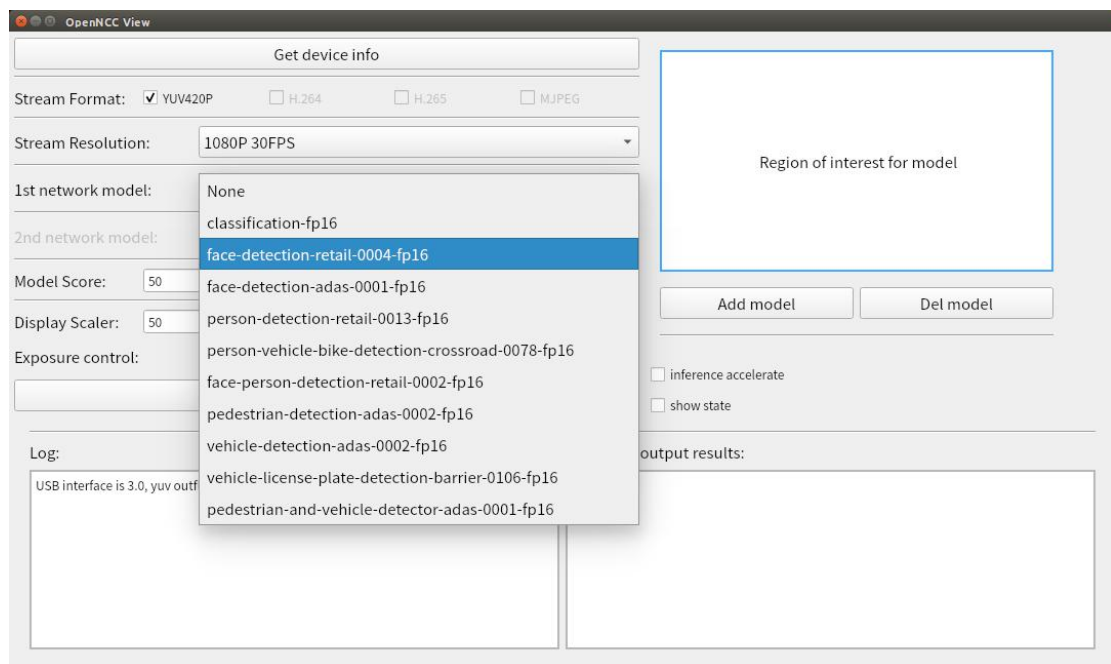 OpenNCC View
Get device info
Stream Format: YUV420P H.264 H.265 MJPEG
Stream Resolution: 1080P 30FPS
1st network model:
None
classification-fp16
2nd network model:
face-detection-retail-0004-fp16
Model Score: 50
face-detection-adas-0001-fp16
Display Scaler: 50
person-detection-retail-0013-fp16
Exposure control:
person-vehicle-bike-detection-crossroad-0078-fp16
face-person-detection-retail-0002-fp16
pedestrian-detection-adas-0002-fp16
vehicle-detection-adas-0002-fp16
vehicle-license-plate-detection-barrier-0106-fp16
pedestrian-and-vehicle-detector-adas-0001-fp16
Region of interest for model
Add model Del model
inference accelerate
show state
Log:
USB interface is 3.0, yuv outf
output results: